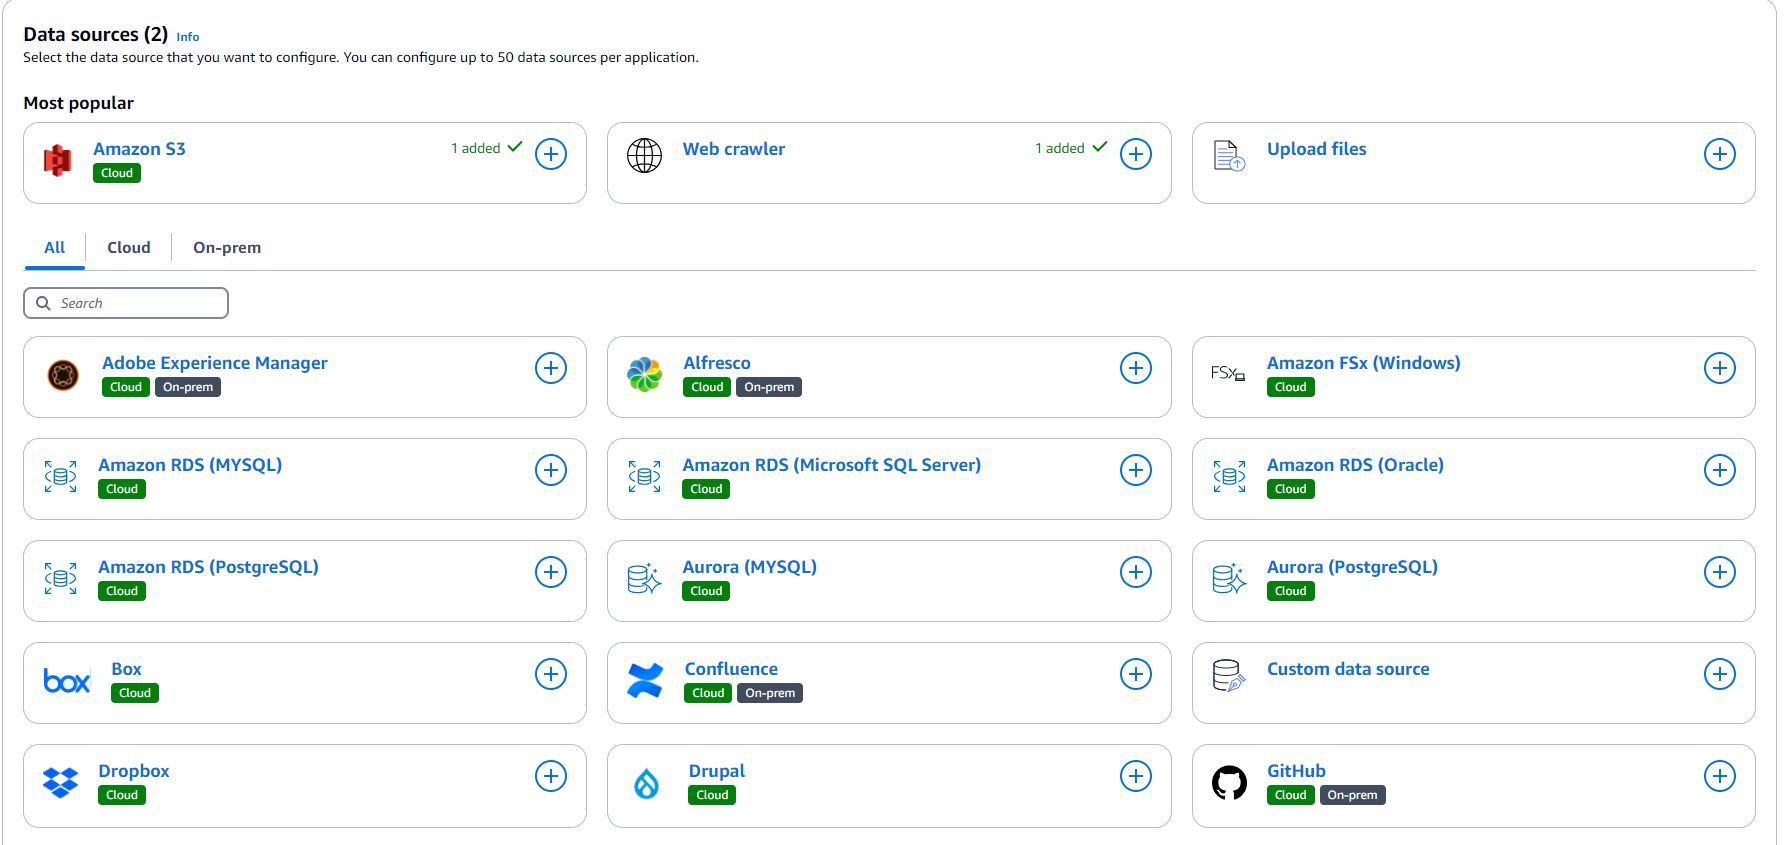 Data sources (2) Info
Select the data source that you want to configure. You can configure up to 50 data sources per application.
Most popular
Amazon S3
Cloud
1 added
Web crawler
1 added
Upload files
All
Cloud
On-prem
Search
Adobe Experience Manager
Cloud On-prem
Alfresco
Cloud On-prem
FSx
Amazon FSx (Windows)
Cloud
Amazon RDS (MYSQL)
Cloud
Amazon RDS (Microsoft SQL Server)
Cloud
Amazon RDS (Oracle)
Cloud
Amazon RDS (PostgreSQL)
Cloud
Aurora (MYSQL)
Cloud
Aurora (PostgreSQL)
Cloud
box
Box
Cloud
Confluence
Cloud On-prem
Custom data source
Dropbox
Cloud
Drupal
Cloud
GitHub
Cloud On-prem